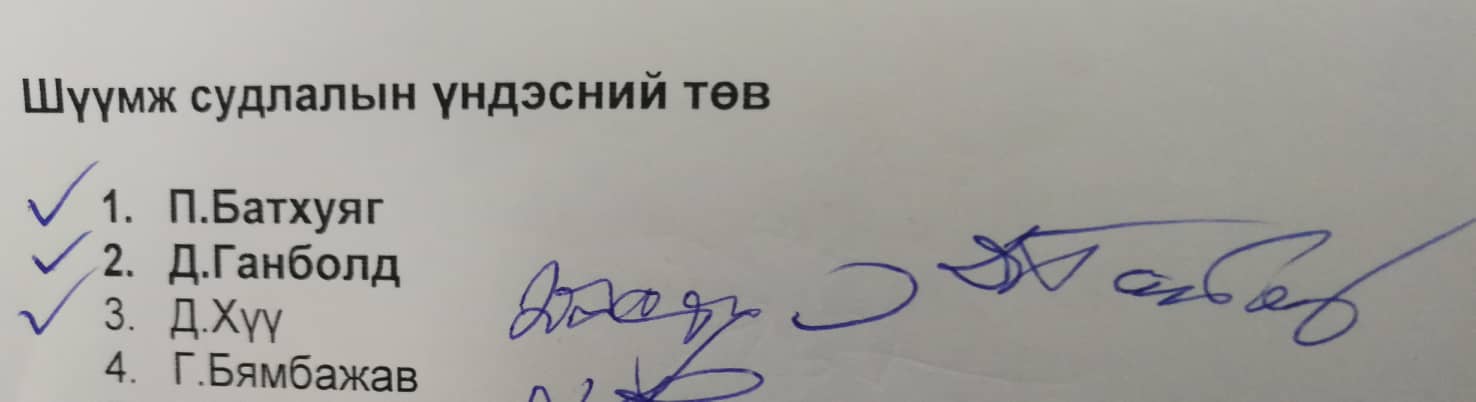 Шүүмж судлалын үндэсний төв
1. П.Батхуяг
2. Д.Ганболд
3. Д.Хүү
4. Г.Бямбажав